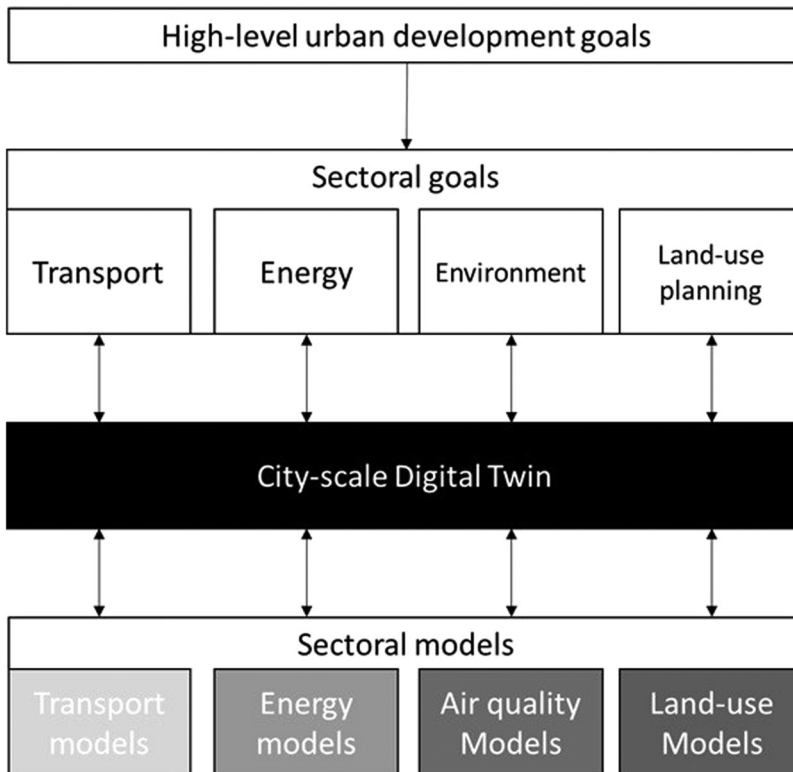 High-level urban development goals
Sectoral goals
Transport
Energy
Environment
Land-use
planning
City-scale Digital Twin
Sectoral models
Transport
models
Energy
models
Air quality
Models
Land-use
Models